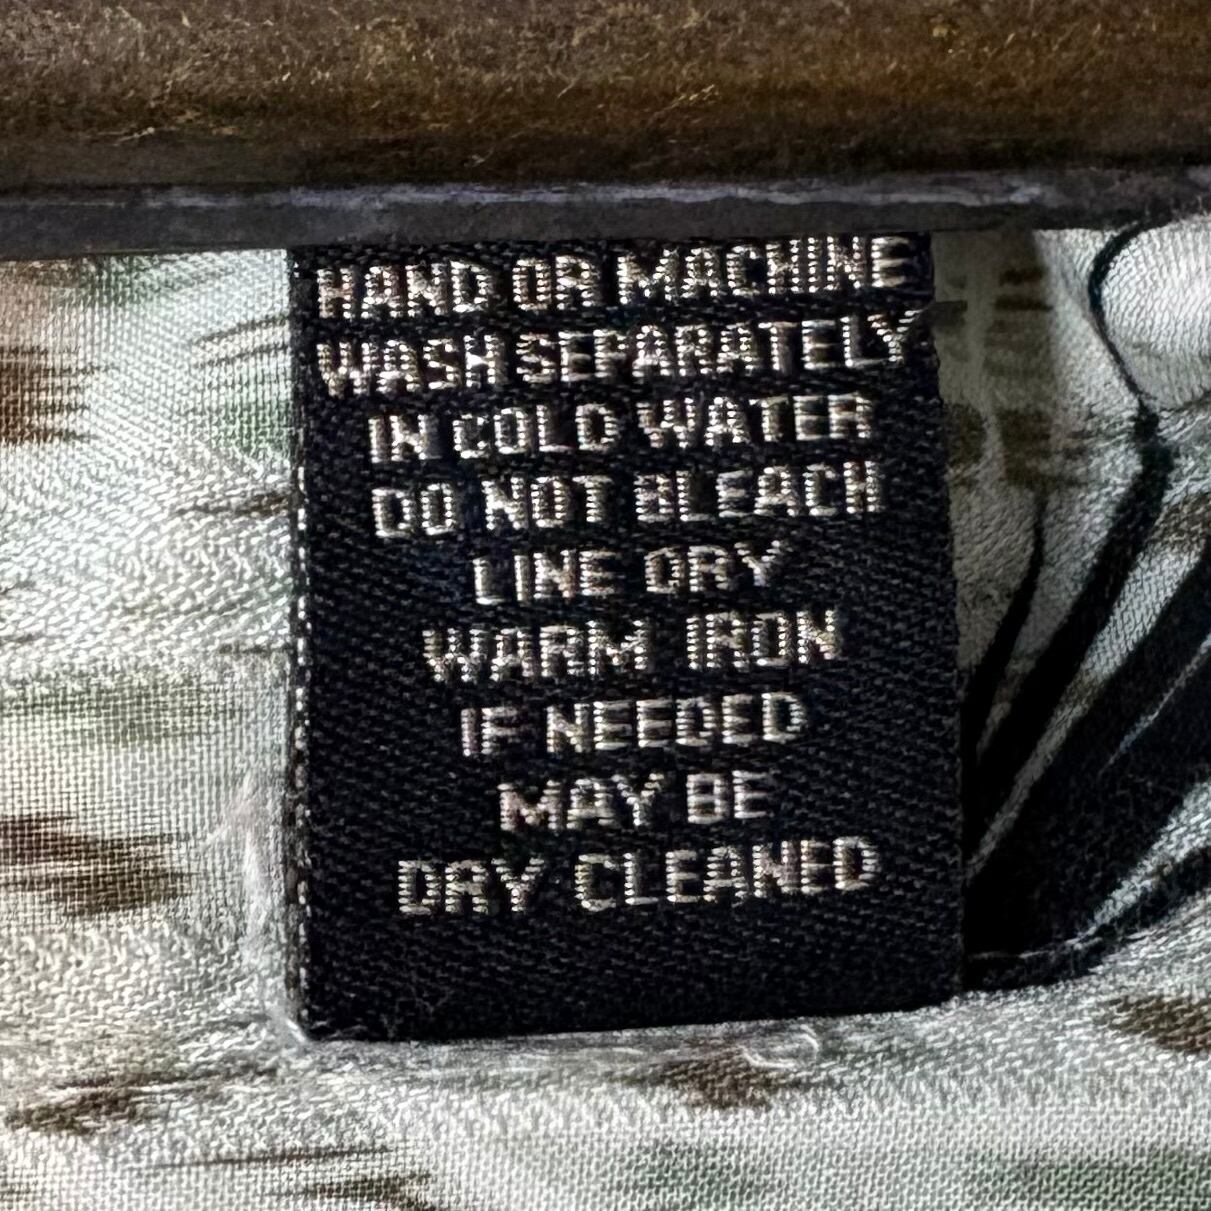 HAND OR MACHINE
WASH SEPARATELY
IN COLD WATER
DO NOT BLEACH
LINE DRY
WARM IRON
IF NEEDED
MAY BE
DRY CLEANED